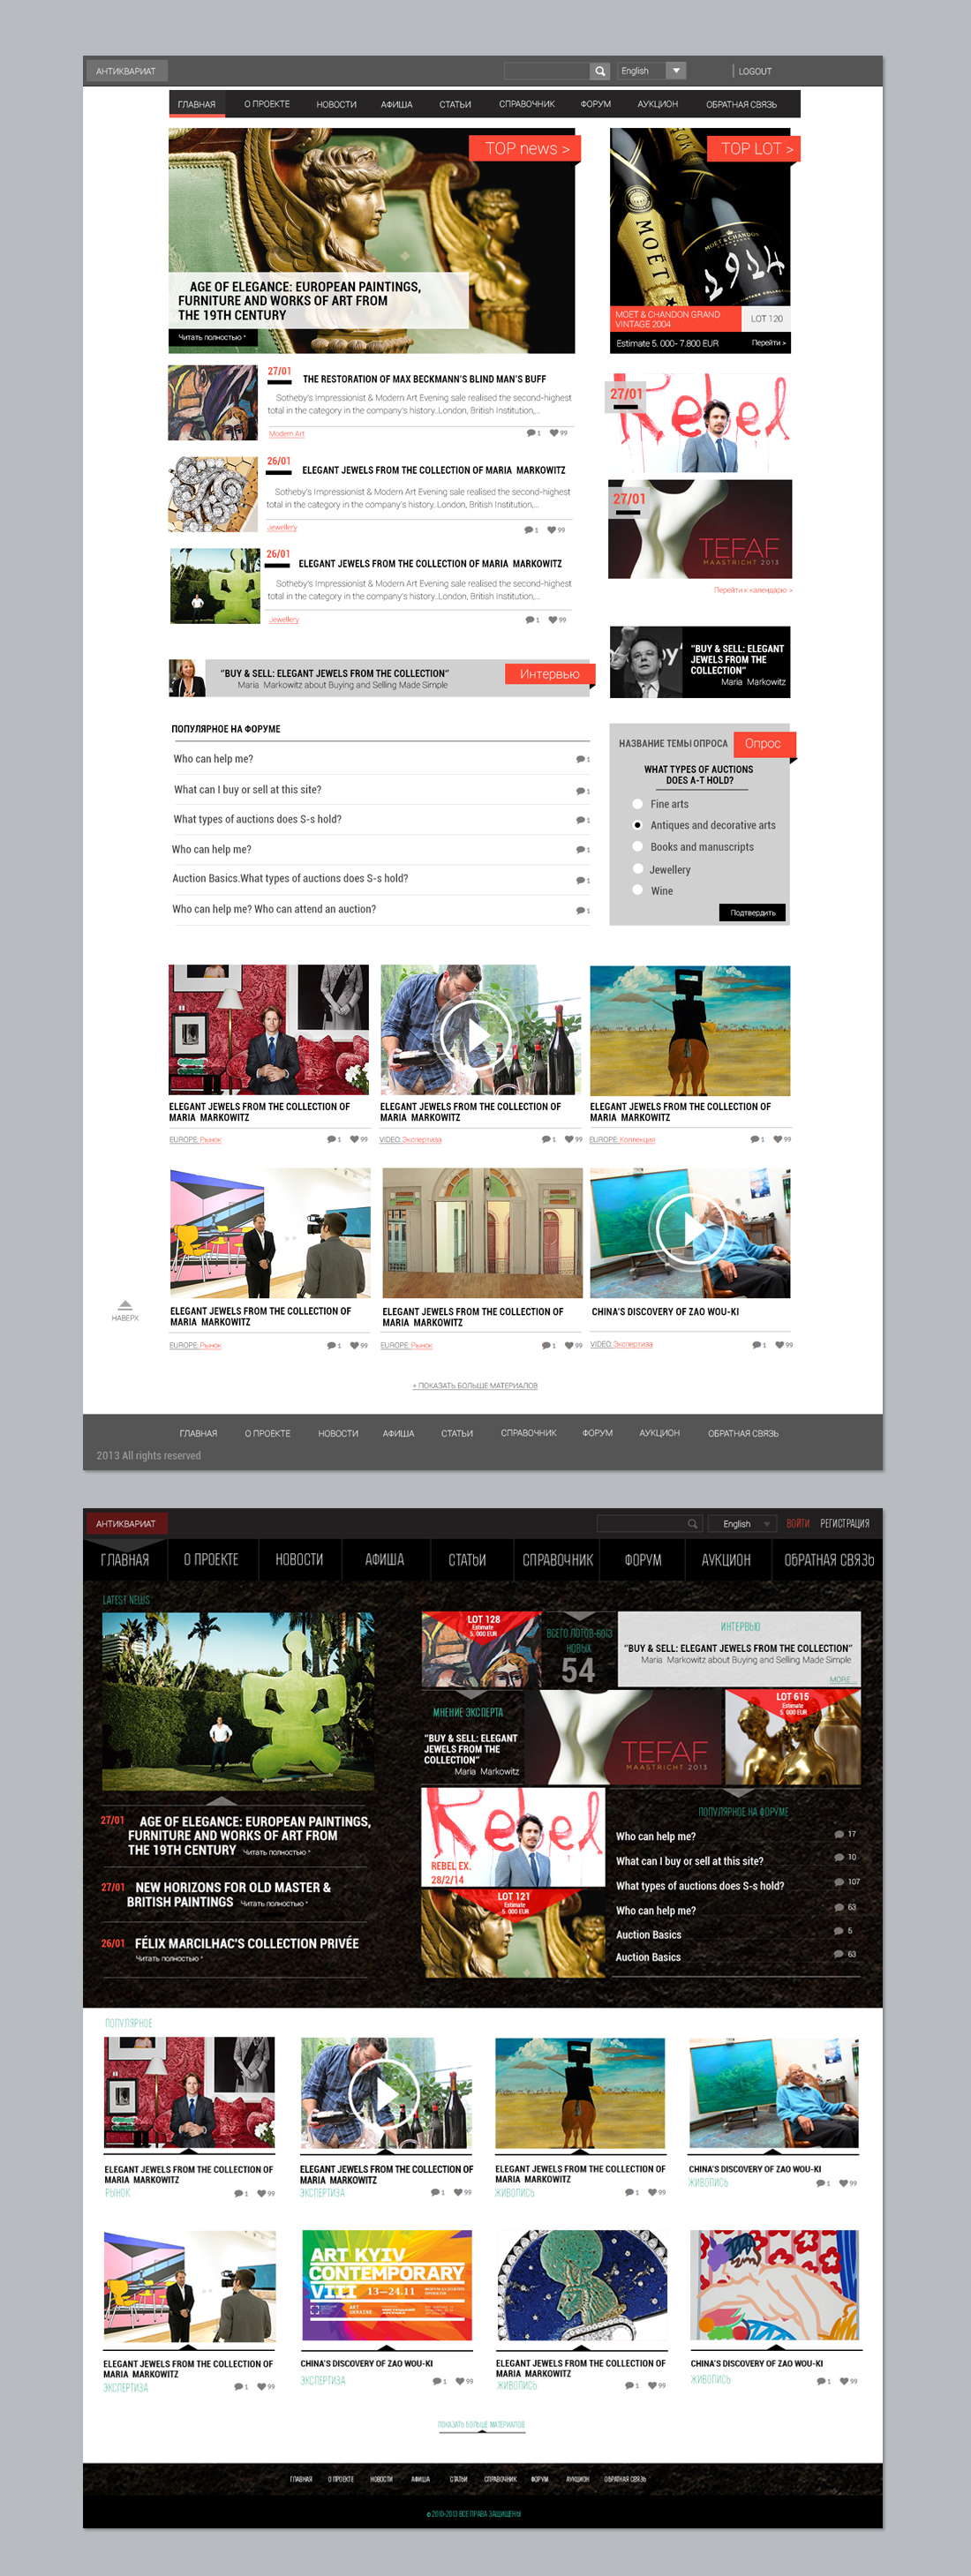 АНТИКВАРИАТ
English
LOGOUT
ГЛАВНАЯ О ПРОЕКТЕ НОВОСТИ АФИША СТАТЬИ СПРАВОЧНИК ФОРУМ АУКЦИОН ОБРАТНАЯ СВЯЗЬ
TOP news >
AGE OF ELEGANCE: EUROPEAN PAINTINGS,
FURNITURE AND WORKS OF ART FROM
THE 19TH CENTURY
Читать полностью
TOP LOT >
MOËT
MOËT & CHANDON
1914
MOET & CHANDON GRAND
VINTAGE 2004
LOT 120
Estimate 5. 000- 7.800 EUR
Перейти >
27/01
THE RESTORATION OF MAX BECKMANN'S BLIND MAN'S BUFF
Sotheby's Impressionist & Modern Art Evening sale realised the second-highest
total in the category in the company's history..London, British Institution,...
Modern Art
1 99
26/01
ELEGANT JEWELS FROM THE COLLECTION OF MARIA MARKOWITZ
Sotheby's Impressionist & Modern Art Evening sale realised the second-highest
total in the category in the company's history..London, British Institution,...
Jewellery
1 99
26/01
ELEGANT JEWELS FROM THE COLLECTION OF MARIA MARKOWITZ
Sotheby's Impressionist & Modern Art Evening sale realised the second-highest
total in the category in the company's history..London, British Institution,...
Jewellery
1 99
27/01
Rebel
27/01
TEFAF
MAASTRICHT 2013
Перейти к календарю >
"BUY & SELL: ELEGANT JEWELS FROM THE COLLECTION"
Maria Markowitz about Buying and Selling Made Simple
Интервью
"BUY & SELL: ELEGANT
JEWELS FROM THE
COLLECTION"
Maria Markowitz
ПОПУЛЯРНОЕ НА ФОРУМЕ
Who can help me? 1
What can I buy or sell at this site? 1
What types of auctions does S-s hold? 1
Who can help me? 1
Auction Basics.What types of auctions does S-s hold? 1
Who can help me? Who can attend an auction? 1
НАЗВАНИЕ ТЕМЫ ОПРОСА
Опрос
WHAT TYPES OF AUCTIONS
DOES A-T HOLD?
Fine arts
Antiques and decorative arts
Books and manuscripts
Jewellery
Wine
Подтвердить
ELEGANT JEWELS FROM THE COLLECTION OF
MARIA MARKOWITZ
EUROPE: Рынок 1 99
ELEGANT JEWELS FROM THE COLLECTION OF
MARIA MARKOWITZ
VIDEO: Экспертиза 1 99
ELEGANT JEWELS FROM THE COLLECTION OF
MARIA MARKOWITZ
EUROPE: Коллекция 1 99
ELEGANT JEWELS FROM THE COLLECTION OF
MARIA MARKOWITZ
EUROPE: Рынок 1 99
ELEGANT JEWELS FROM THE COLLECTION OF
MARIA MARKOWITZ
EUROPE: Рынок 1 99
CHINA'S DISCOVERY OF ZAO WOU-KI
VIDEO: Экспертиза 1 99
НАВЕРХ
+ ПОКАЗАТЬ БОЛЬШЕ МАТЕРИАЛОВ
ГЛАВНАЯ О ПРОЕКТЕ НОВОСТИ АФИША СТАТЬИ СПРАВОЧНИК ФОРУМ АУКЦИОН ОБРАТНАЯ СВЯЗЬ
2013 All rights reserved
АНТИКВАРИАТ
English
ВОЙТИ РЕГИСТРАЦИЯ
ГЛАВНАЯ О ПРОЕКТЕ НОВОСТИ АФИША СТАТЬИ СПРАВОЧНИК ФОРУМ АУКЦИОН ОБРАТНАЯ СВЯЗЬ
LATEST NEWS
27/01 AGE OF ELEGANCE: EUROPEAN PAINTINGS,
FURNITURE AND WORKS OF ART FROM
THE 19TH CENTURY Читать полностью
27/01 NEW HORIZONS FOR OLD MASTER &
BRITISH PAINTINGS Читать полностью
26/01 FÉLIX MARCILHAC'S COLLECTION PRIVÉE
Читать полностью
LOT 128
Estimate
5. 000 EUR
ВСЕГО ЛОТОВ-6013
НОВЫХ
54
ИНТЕРВЬЮ
"BUY & SELL: ELEGANT JEWELS FROM THE COLLECTION"
Maria Markowitz about Buying and Selling Made Simple
MORE...
МНЕНИЕ ЭКСПЕРТА
"BUY & SELL: ELEGANT
JEWELS FROM THE
COLLECTION"
Maria Markowitz
TEFAF
MAASTRICHT 2013
LOT 615
Estimate
5. 000 EUR
Rebel
REBEL EX.
28/2/14
LOT 121
Estimate
5. 000 EUR
ПОПУЛЯРНОЕ НА ФОРУМЕ
Who can help me? 17
What can I buy or sell at this site? 10
What types of auctions does S-s hold? 107
Who can help me? 63
Auction Basics 5
Auction Basics 63
ПОПУЛЯРНОЕ
ELEGANT JEWELS FROM THE COLLECTION OF
MARIA MARKOWITZ
РЫНОК 1 99
ELEGANT JEWELS FROM THE COLLECTION OF
MARIA MARKOWITZ
ЭКСПЕРТИЗА 1 99
ELEGANT JEWELS FROM THE COLLECTION OF
MARIA MARKOWITZ
ЖИВОПИСЬ 1 99
CHINA'S DISCOVERY OF ZAO WOU-KI
ЖИВОПИСЬ 1 99
ELEGANT JEWELS FROM THE COLLECTION OF
MARIA MARKOWITZ
ЭКСПЕРТИЗА 1 99
ART KYIV
CONTEMPORARY
VIII 13—24.11
ART
UKRAINE
CHINA'S DISCOVERY OF ZAO WOU-KI
ЭКСПЕРТИЗА 1 99
ELEGANT JEWELS FROM THE COLLECTION OF
MARIA MARKOWITZ
ЖИВОПИСЬ 1 99
CHINA'S DISCOVERY OF ZAO WOU-KI
ЖИВОПИСЬ 1 99
ПОКАЗАТЬ БОЛЬШЕ МАТЕРИАЛОВ
ГЛАВНАЯ О ПРОЕКТЕ НОВОСТИ АФИША СТАТЬИ СПРАВОЧНИК ФОРУМ АУКЦИОН ОБРАТНАЯ СВЯЗЬ
© 2010-2013 ВСЕ ПРАВА ЗАЩИЩЕНЫ